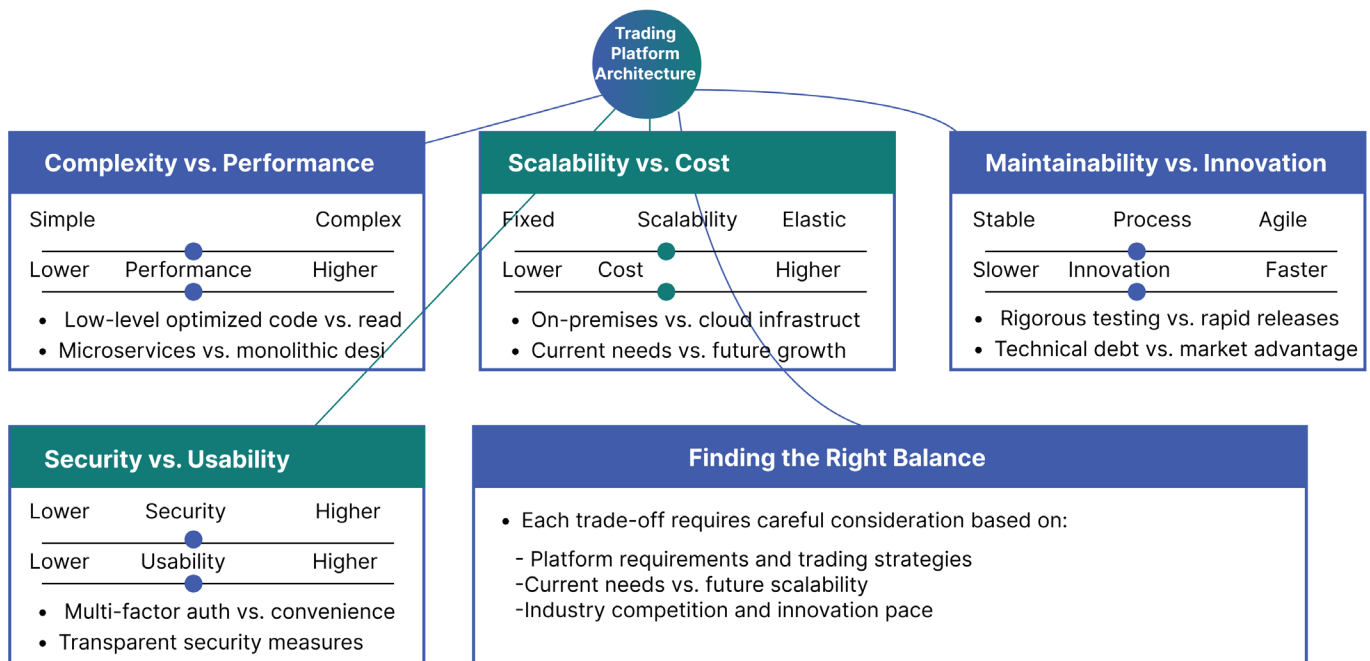 Trading
Platform
Architecture
Complexity vs. Performance
Simple Complex
Lower Performance Higher
• Low-level optimized code vs. read
• Microservices vs. monolithic desi
Scalability vs. Cost
Fixed Scalability Elastic
Lower Cost Higher
• On-premises vs. cloud infrastruct
• Current needs vs. future growth
Maintainability vs. Innovation
Stable Process Agile
Slower Innovation Faster
• Rigorous testing vs. rapid releases
• Technical debt vs. market advantage
Security vs. Usability
Lower Security Higher
Lower Usability Higher
• Multi-factor auth vs. convenience
• Transparent security measures
Finding the Right Balance
• Each trade-off requires careful consideration based on:
- Platform requirements and trading strategies
-Current needs vs. future scalability
-Industry competition and innovation pace